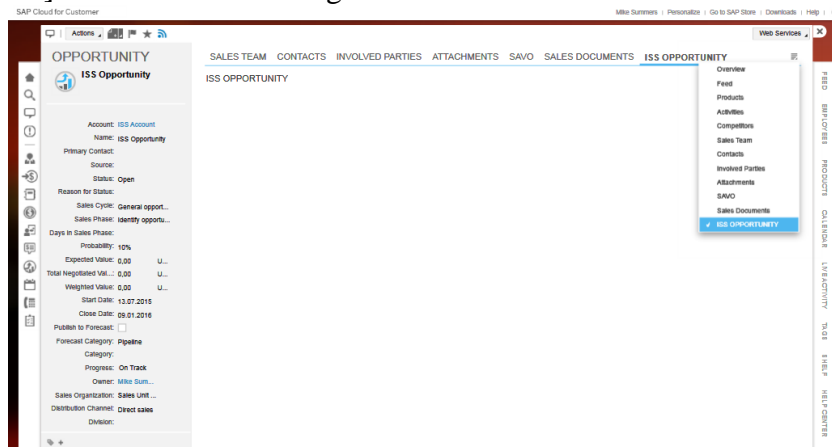 SAP Cloud for Customer
Mike Summers | Personalize | Go to SAP Store | Downloads | Help |
Actions
Web Services
OPPORTUNITY
ISS Opportunity
SALES TEAM CONTACTS INVOLVED PARTIES ATTACHMENTS SAVO SALES DOCUMENTS ISS OPPORTUNITY
ISS OPPORTUNITY
Account: ISS Account
Name: ISS Opportunity
Primary Contact:
Source:
Status: Open
Reason for Status:
Sales Cycle: General opport...
Sales Phase: Identify opportu...
Days In Sales Phase:
Probability: 10%
Expected Value: 0,00 U...
Total Negotiated Val...: 0,00 U...
Weighted Value: 0,00 U...
Start Date: 13.07.2015
Close Date: 09.01.2016
Publish to Forecast:
Forecast Category: Pipeline
Category:
Progress: On Track
Owner: Mike Sum...
Sales Organization: Sales Unit ...
Distribution Channel: Direct sales
Division:
Overview
Feed
Products
Activities
Competitors
Sales Team
Contacts
Involved Parties
Attachments
SAVO
Sales Documents
ISS OPPORTUNITY
FEED
EMPLOYEES
PRODUCTS
CALENDAR
LIVE ACTIVITY
TAGS
SHELF
HELP CENTER